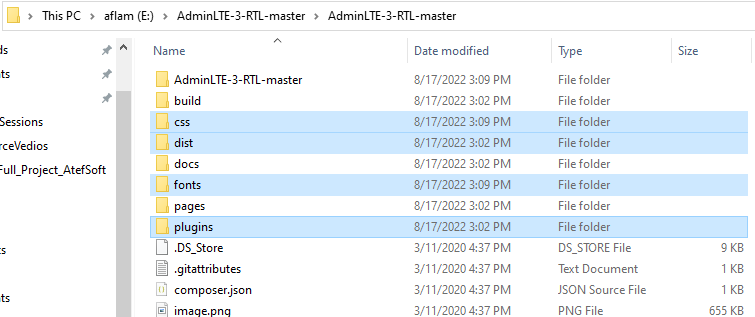 This PC > aflam (E:) > AdminLTE-3-RTL-master > AdminLTE-3-RTL-master
Name Date modified Type Size
AdminLTE-3-RTL-master 8/17/2022 3:09 PM File folder
build 8/17/2022 3:02 PM File folder
css 8/17/2022 3:09 PM File folder
dist 8/17/2022 3:02 PM File folder
docs 8/17/2022 3:02 PM File folder
fonts 8/17/2022 3:09 PM File folder
pages 8/17/2022 3:02 PM File folder
plugins 8/17/2022 3:02 PM File folder
.DS_Store 3/11/2020 4:37 PM DS_STORE File 9 KB
.gitattributes 3/11/2020 4:37 PM Text Document 1 KB
composer.json 3/11/2020 4:37 PM JSON Source File 1 KB
image.png 3/11/2020 4:37 PM PNG File 655 KB
ds
nts
Sessions
rceVedios
Full_Project_AtefSoft
s
nts